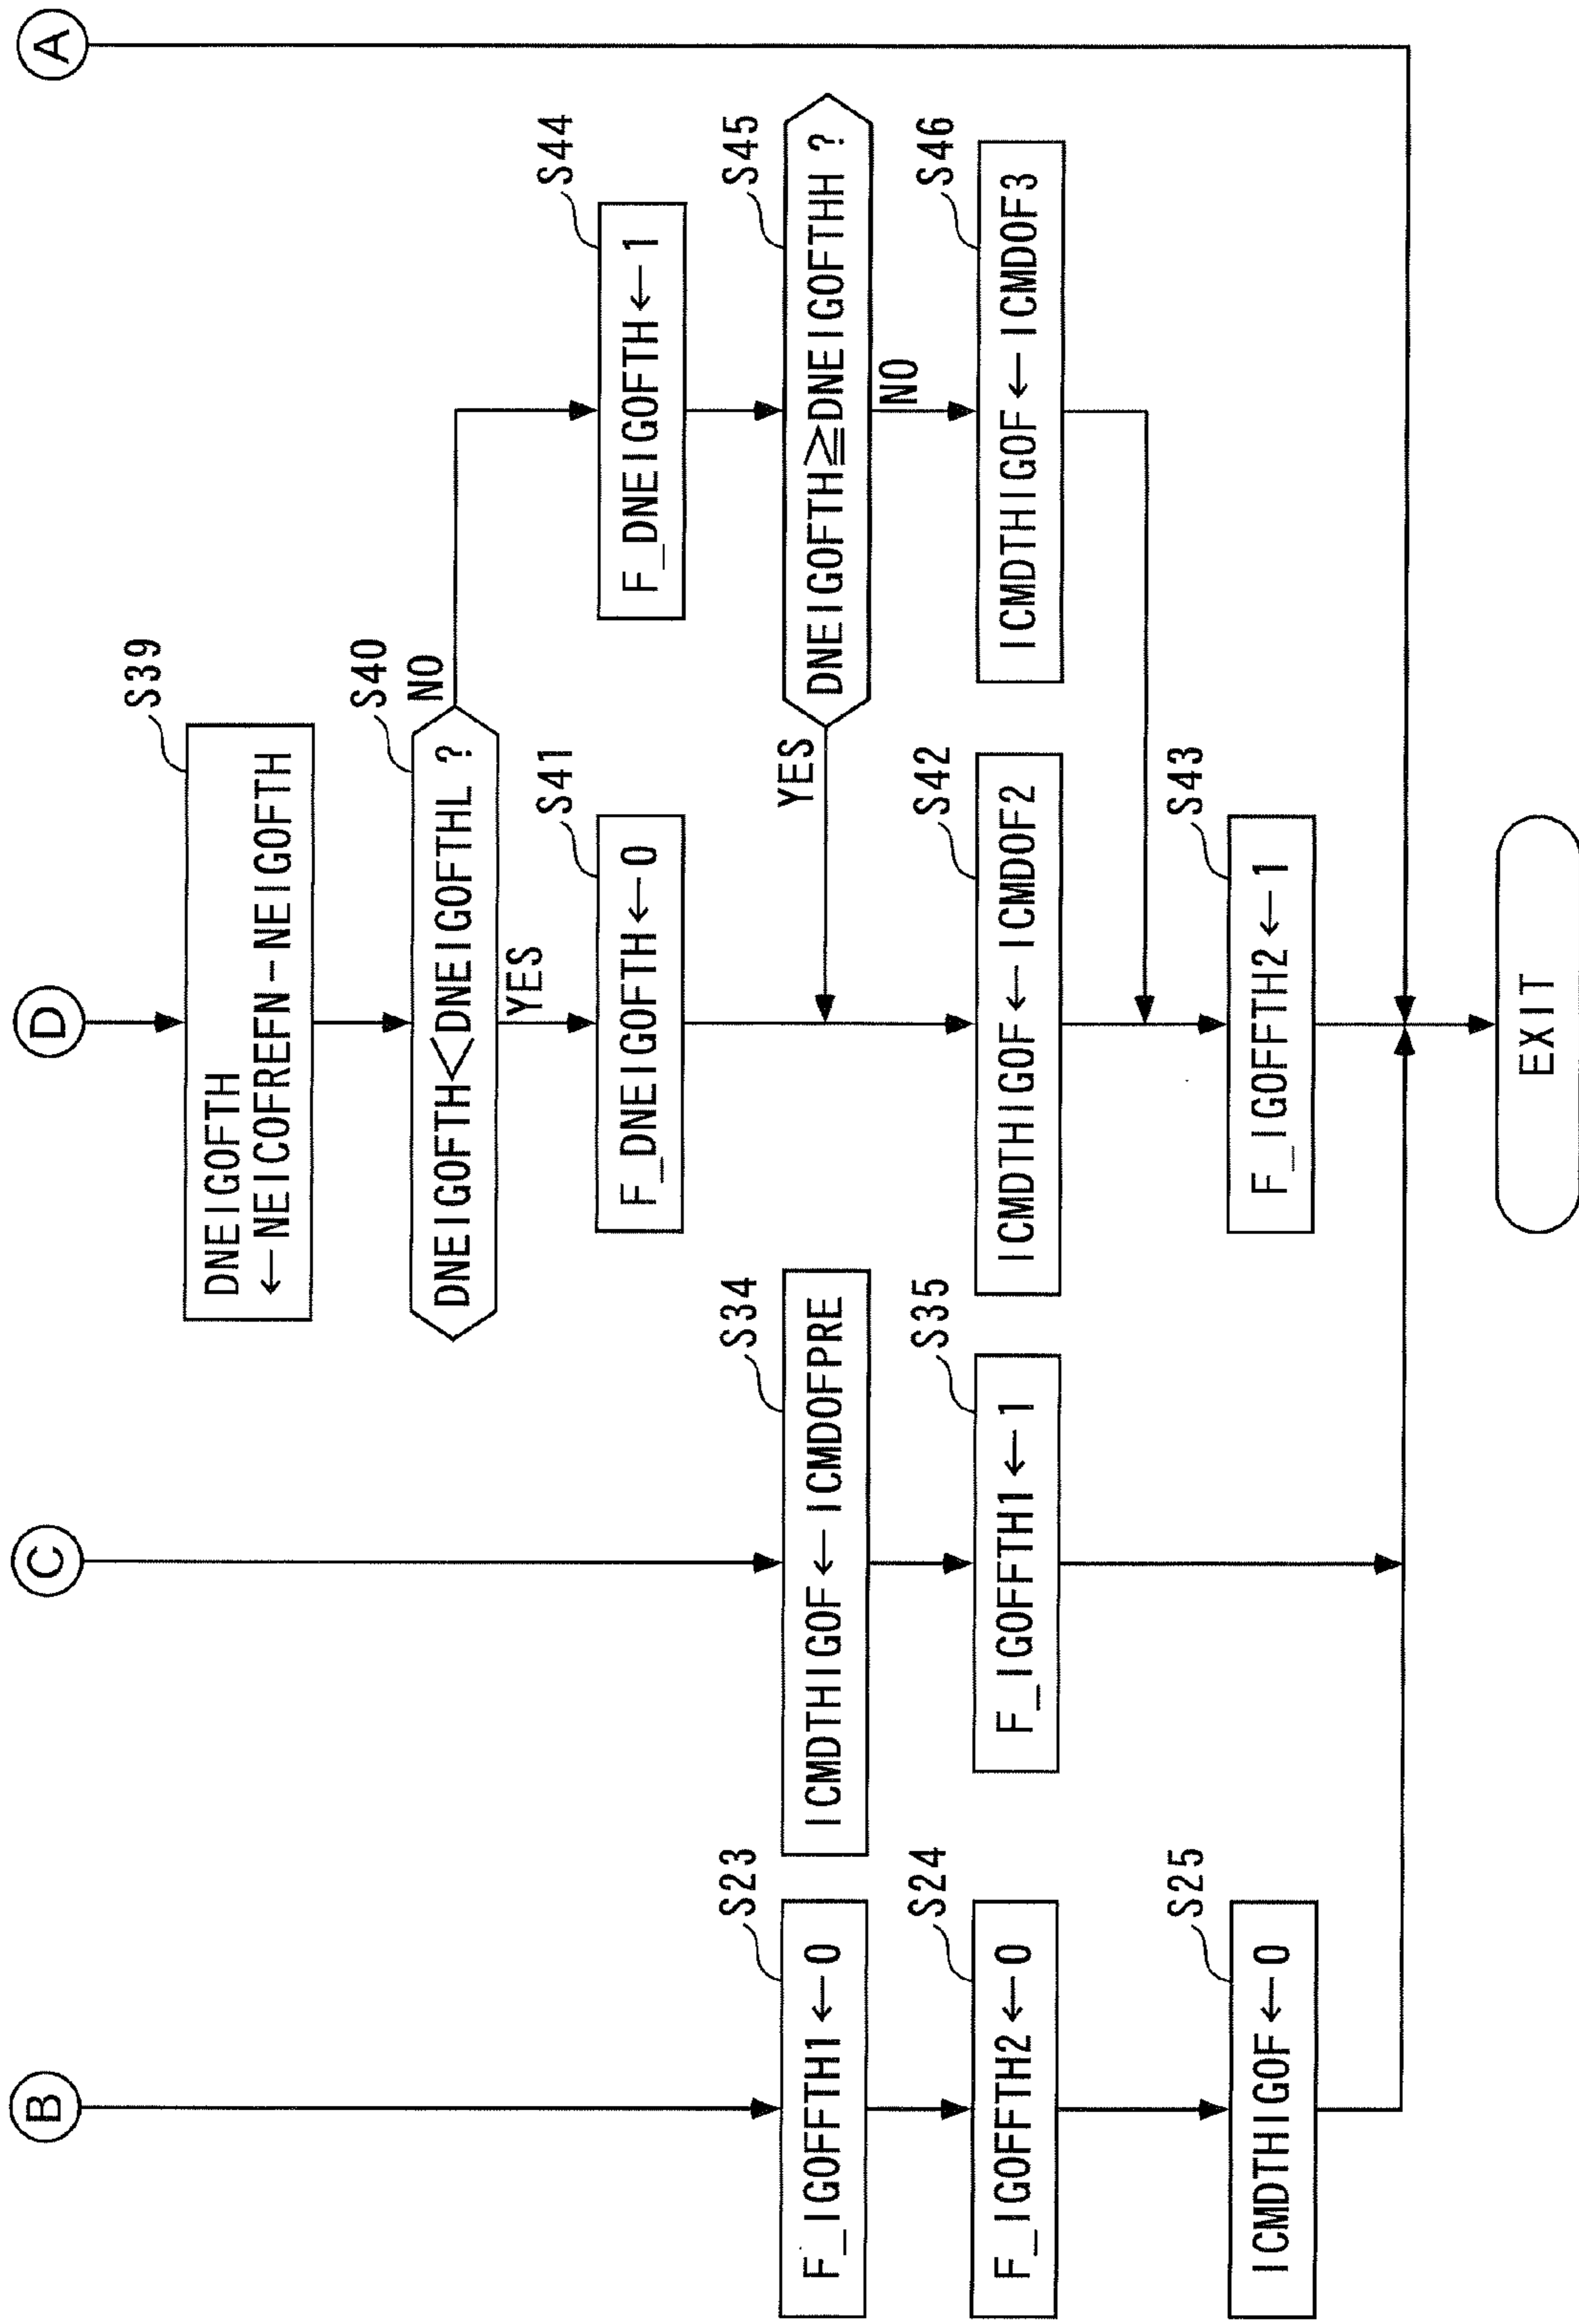 B
C
D
A
S39
DNEIGOFTH
←NEICOFREFN-NEIGOFTH
S40
DNEIGOFTH<DNEIGOFTHL ?
NO
YES
S41
F_DNEIGOFTH←0
S44
F_DNEIGOFTH←1
S23
F_IGOFFTH1←0
S34
ICMDTHIGOF←ICMDOFPRE
YES
S45
DNEIGOFTH≧DNEIGOFTHH ?
NO
S24
F_IGOFFTH2←0
S35
F_IGOFFTH1←1
S42
ICMDTHIGOF←ICMDOF2
S46
ICMDTHIGOF←ICMDOF3
S25
ICMDTHIGOF←0
S43
F_IGOFFTH2←1
EXIT